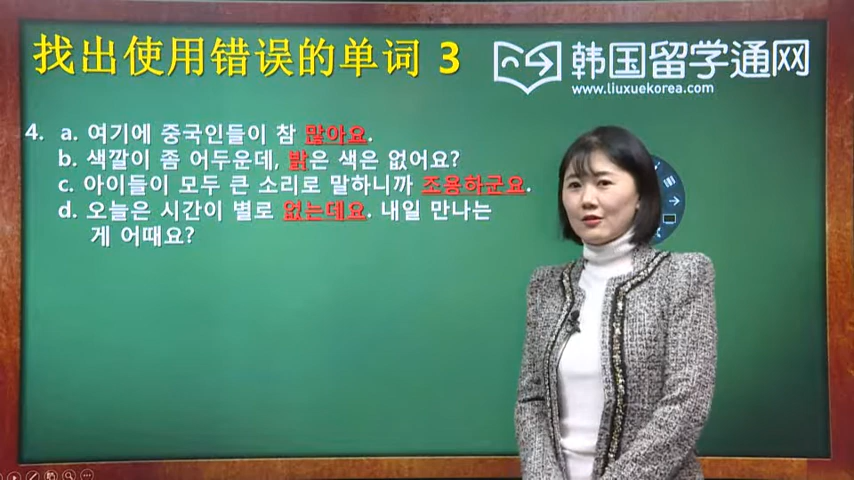 找出使用错误的单词 3
韩国留学通网
www.liuxuekorea.com
4. a. 여기에 중국인들이 참 많아요.
b. 색깔이 좀 어두운데, 밝은 색은 없어요?
c. 아이들이 모두 큰 소리로 말하니까 조용하군요.
d. 오늘은 시간이 별로 없는데요. 내일 만나는
게 어때요?